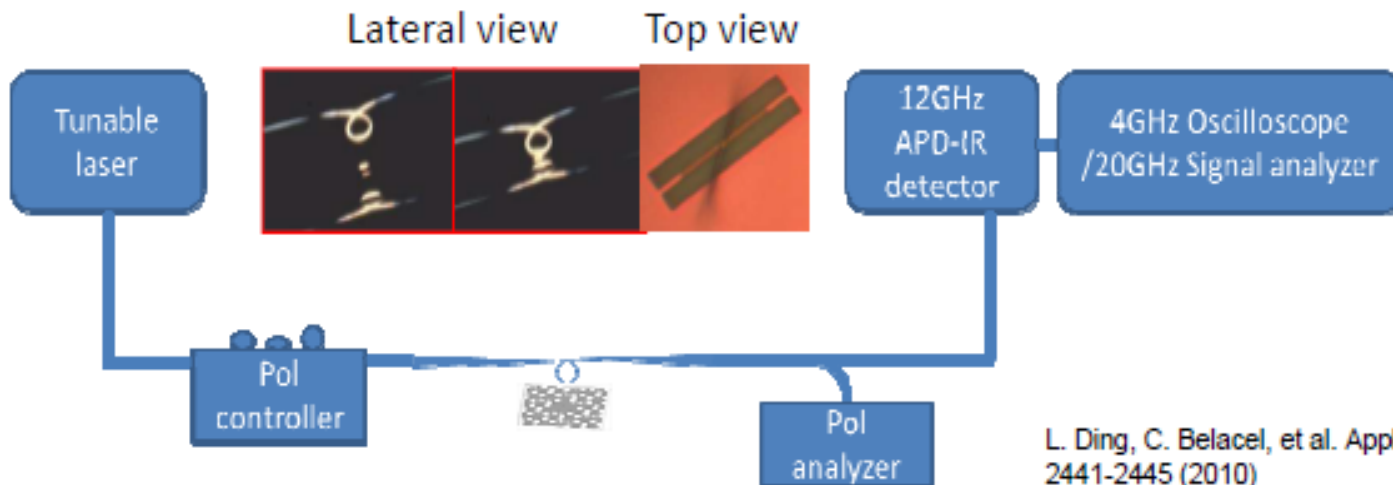 Lateral view
Top view
Tunable
laser
12GHz
APD-IR
detector
4GHz Oscilloscope
/20GHz Signal analyzer
Pol
controller
Pol
analyzer
L. Ding, C. Belacel, et al. Appl
2441-2445 (2010)